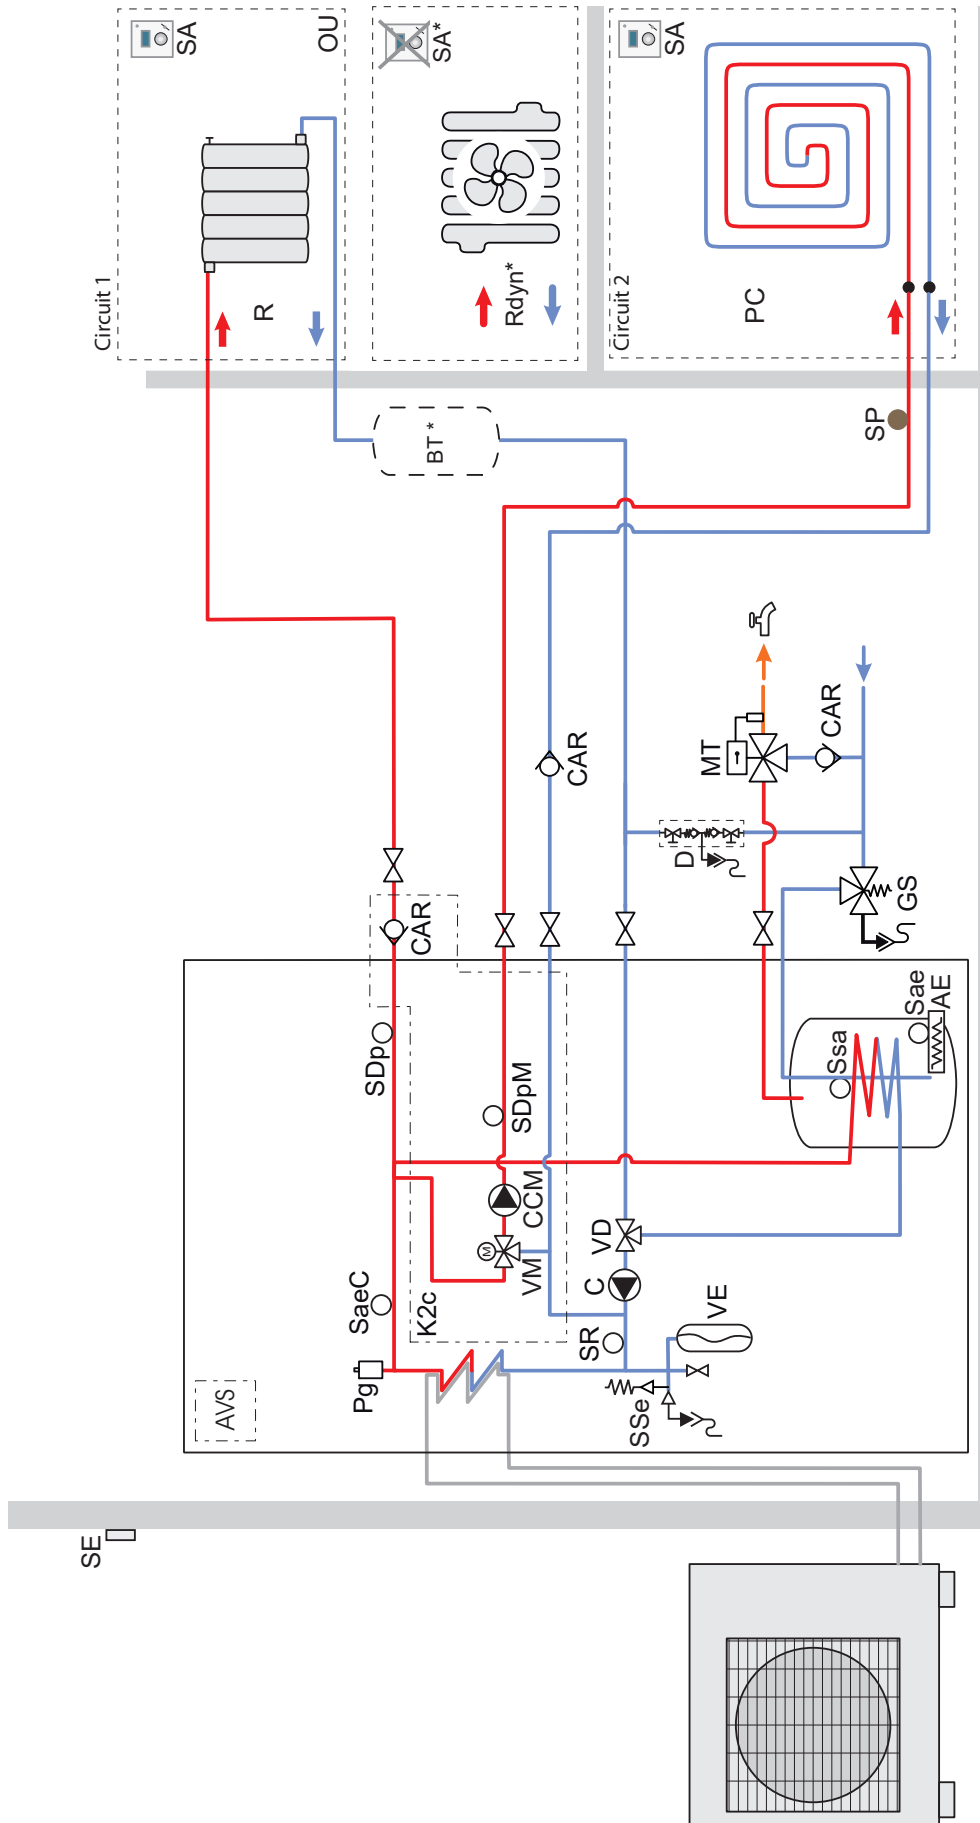 SE
AVS
Pg
SaeC
K2c
SSe
SR
VE
C
VM
VD
CCM
SDpM
SDp
Ssa
Sae
AE
CAR
D
GS
MT
CAR
CAR
BT *
SP
Circuit 1
R
OU
SA
Rdyn*
SA*
Circuit 2
PC
SA
M